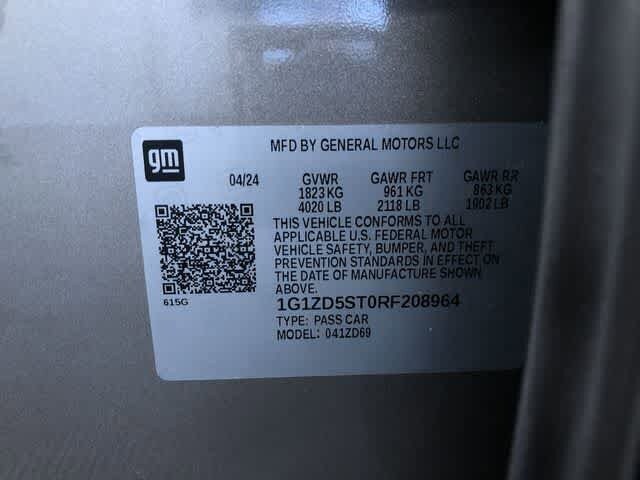 gm
MFD BY GENERAL MOTORS LLC
04/24 GVWR GAWR FRT GAWR RR
1823 KG 961 KG 863 KG
4020 LB 2118 LB 1902 LB
THIS VEHICLE CONFORMS TO ALL
APPLICABLE U.S. FEDERAL MOTOR
VEHICLE SAFETY, BUMPER, AND THEFT
PREVENTION STANDARDS IN EFFECT ON
THE DATE OF MANUFACTURE SHOWN
ABOVE.
615G
1G1ZD5ST0RF208964
TYPE: PASS CAR
MODEL: 041ZD69